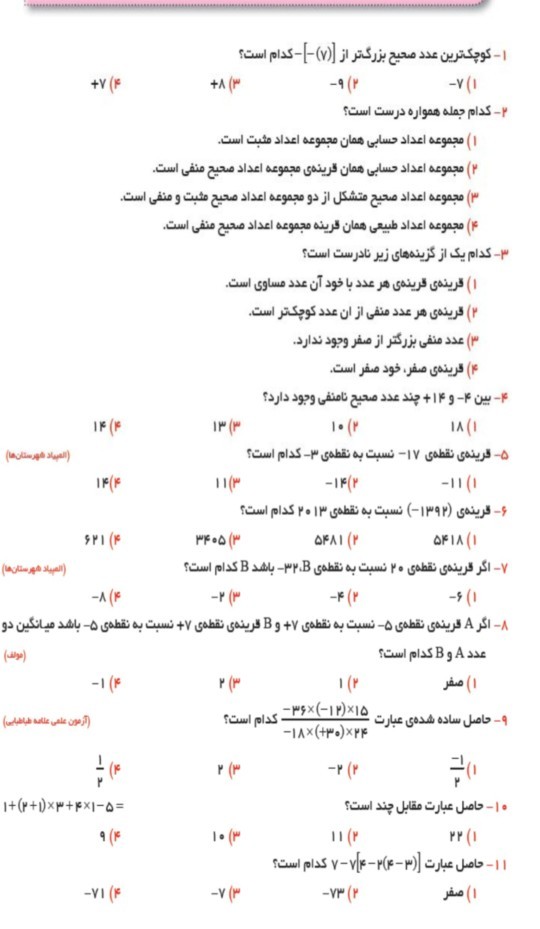 ۱- کوچک‌ترین عدد صحیح بزرگ‌تر از [(۷)-]- کدام است؟
۱) ۷- ۲) ۹- ۳) ۸+ ۴) ۷+
۲- کدام جمله همواره درست است؟
۱) مجموعه اعداد حسابی همان مجموعه اعداد مثبت است.
۲) مجموعه اعداد حسابی همان قرینه‌ی مجموعه اعداد صحیح منفی است.
۳) مجموعه اعداد صحیح متشکل از دو مجموعه اعداد صحیح مثبت و منفی است.
۴) مجموعه اعداد طبیعی همان قرینه مجموعه اعداد صحیح منفی است.
۳- کدام یک از گزینه‌های زیر نادرست است؟
۱) قرینه‌ی قرینه‌ی هر عدد با خود آن عدد مساوی است.
۲) قرینه‌ی هر عدد منفی از ان عدد کوچک‌تر است.
۳) عدد منفی بزرگتر از صفر وجود ندارد.
۴) قرینه‌ی صفر، خود صفر است.
۴- بین ۴- و ۱۴+ چند عدد صحیح نامنفی وجود دارد؟
۱) ۱۸ ۲) ۱۰ ۳) ۱۳ ۴) ۱۴
۵- قرینه‌ی نقطه‌ی ۱۷- نسبت به نقطه‌ی ۳- کدام است؟ (المپیاد شهرستان‌ها)
۱) ۱۱- ۲) ۱۴- ۳) ۱۱ ۴) ۱۴
۶- قرینه‌ی (۱۳۹۲-) نسبت به نقطه‌ی ۲۰۱۳ کدام است؟
۱) ۵۴۱۸ ۲) ۵۴۸۱ ۳) ۳۴۰۵ ۴) ۶۲۱
۷- اگر قرینه‌ی نقطه‌ی ۲۰ نسبت به نقطه‌ی B،‏ ۳۲- باشد B کدام است؟ (المپیاد شهرستان‌ها)
۱) ۶- ۲) ۴- ۳) ۲- ۴) ۸-
۸- اگر A قرینه‌ی نقطه‌ی ۵- نسبت به نقطه‌ی ۷+ و B قرینه‌ی نقطه‌ی ۷+ نسبت به نقطه‌ی ۵- باشد میانگین دو
عدد A و B کدام است؟ (مولف)
۱) صفر ۲) ۱ ۳) ۲ ۴) ۱-
۹- حاصل ساده شده‌ی عبارت (−۳۶×(−۱۲)×۱۵)/(−۱۸×(+۳۰)×۲۴) کدام است؟ (آزمون علمی علامه طباطبایی)
۱) −۱/۲ ۲) ۲- ۳) ۲ ۴) ۱/۲
۱۰- حاصل عبارت مقابل چند است؟ ۱+(۲+۱)×۳+۴×۱−۵=
۱) ۲۲ ۲) ۱۱ ۳) ۱۰ ۴) ۹
۱۱- حاصل عبارت ۷−۷[۴−۲(۴−۳)] کدام است؟
۱) صفر ۲) ۷۳- ۳) ۷- ۴) ۷۱-